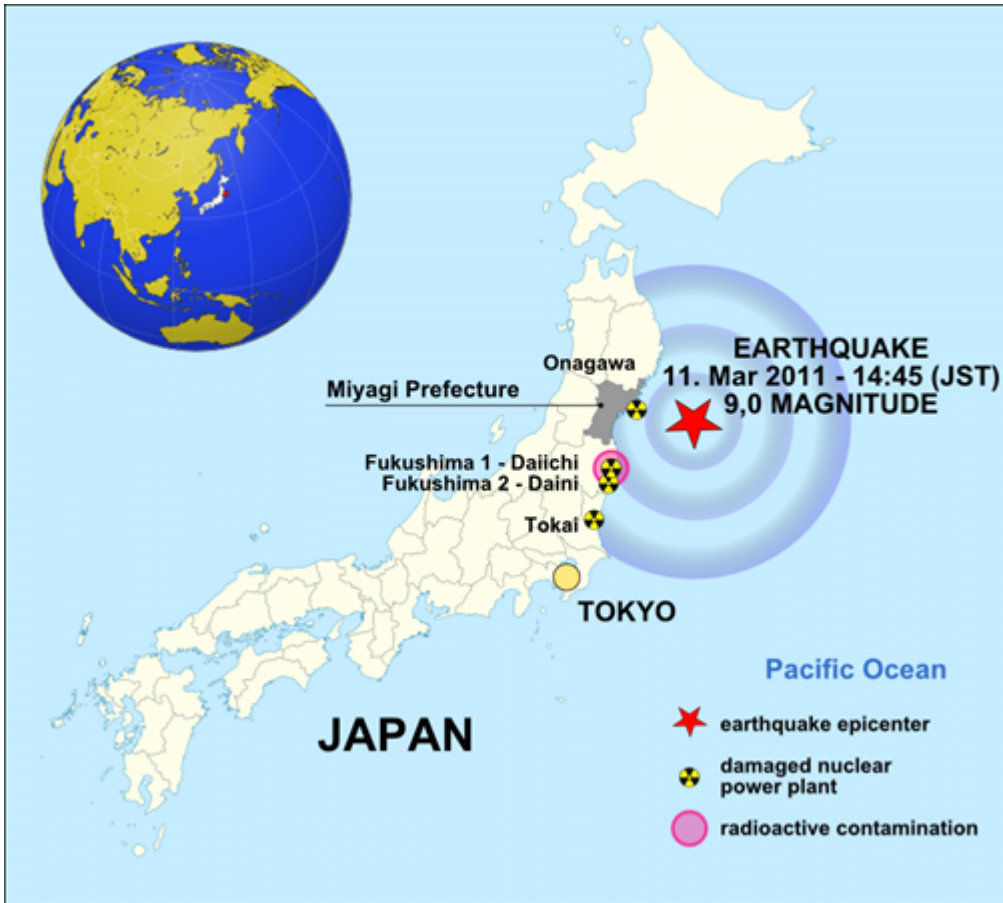 EARTHQUAKE
11. Mar 2011 - 14:45 (JST)
9,0 MAGNITUDE
Onagawa
Miyagi Prefecture
Fukushima 1 - Daiichi
Fukushima 2 - Daini
Tokai
TOKYO
JAPAN
Pacific Ocean
earthquake epicenter
damaged nuclear
power plant
radioactive contamination